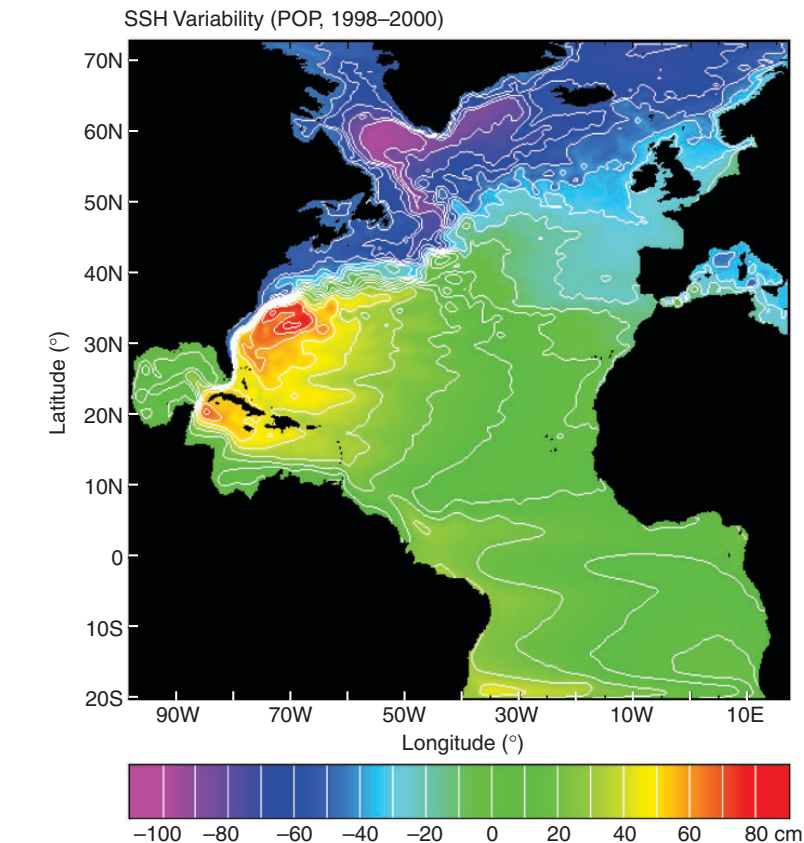 SSH Variability (POP, 1998–2000)
70N
60N
50N
40N
30N
20N
10N
0
10S
20S
Latitude (°)
90W 70W 50W 30W 10W 10E
Longitude (°)
–100 –80 –60 –40 –20 0 20 40 60 80 cm